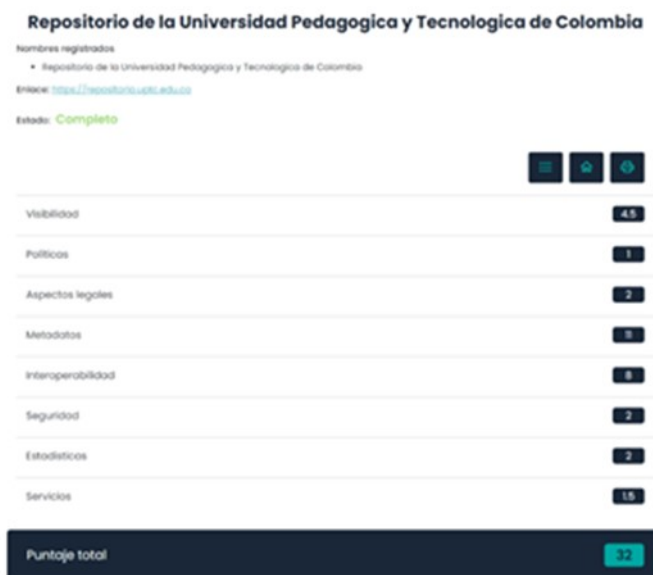 Repositorio de la Universidad Pedagogica y Tecnologica de Colombia
Nombres registrados
• Repositorio de la Universidad Pedagogica y Tecnologica de Colombia
Enlace: https://repositorio.uptc.edu.co
Estado: Completo
Visibilidad 4.5
Políticas 1
Aspectos legales 2
Metadatos 11
Interoperabilidad 8
Seguridad 2
Estadísticas 2
Servicios 1.5
Puntaje total 32